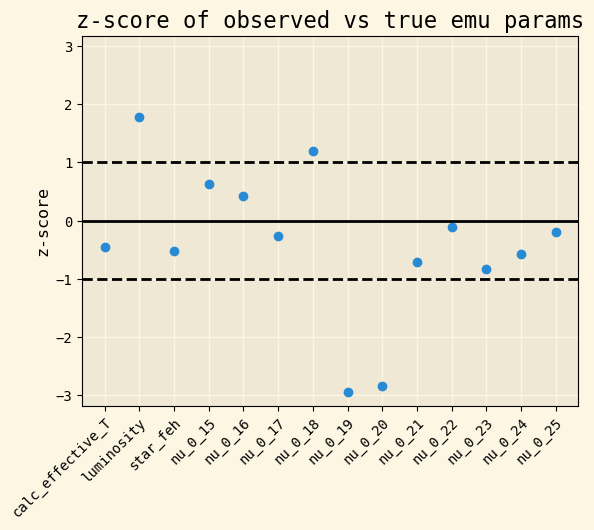 z-score of observed vs true emu params
z-score
3
2
1
0
−1
−2
−3
calc_effective_T
luminosity
star_feh
nu_0_15
nu_0_16
nu_0_17
nu_0_18
nu_0_19
nu_0_20
nu_0_21
nu_0_22
nu_0_23
nu_0_24
nu_0_25